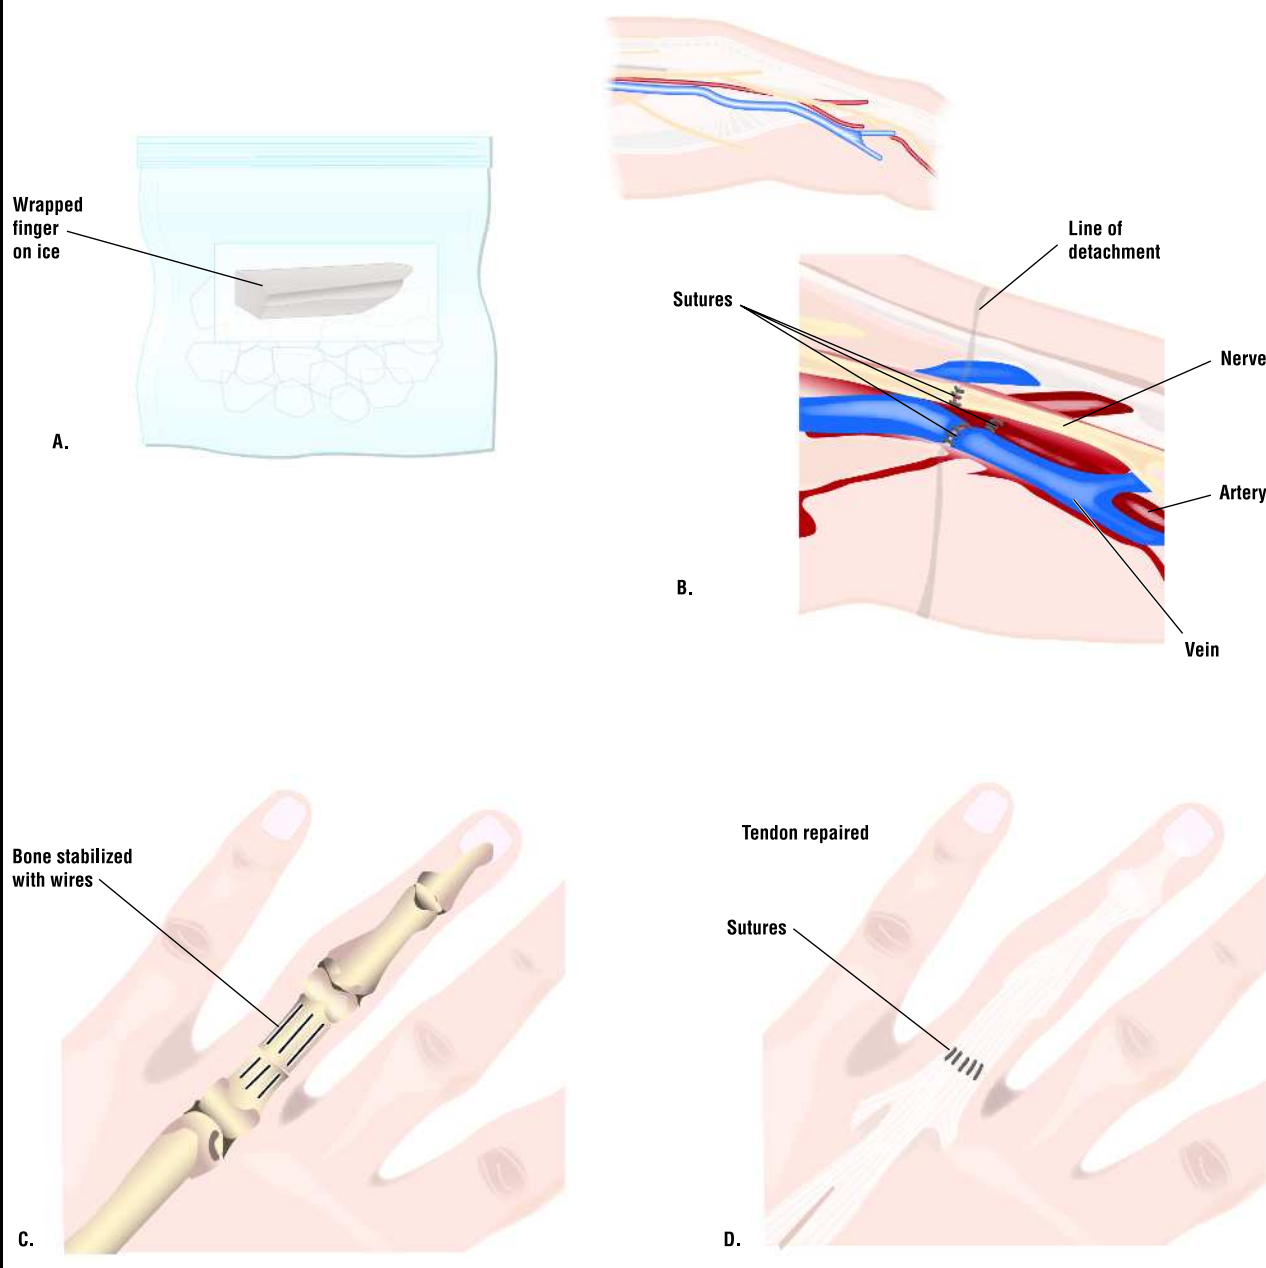 Wrapped
finger
on ice
A.
Line of
detachment
Sutures
Nerve
Artery
B.
Vein
Bone stabilized
with wires
C.
Tendon repaired
Sutures
D.